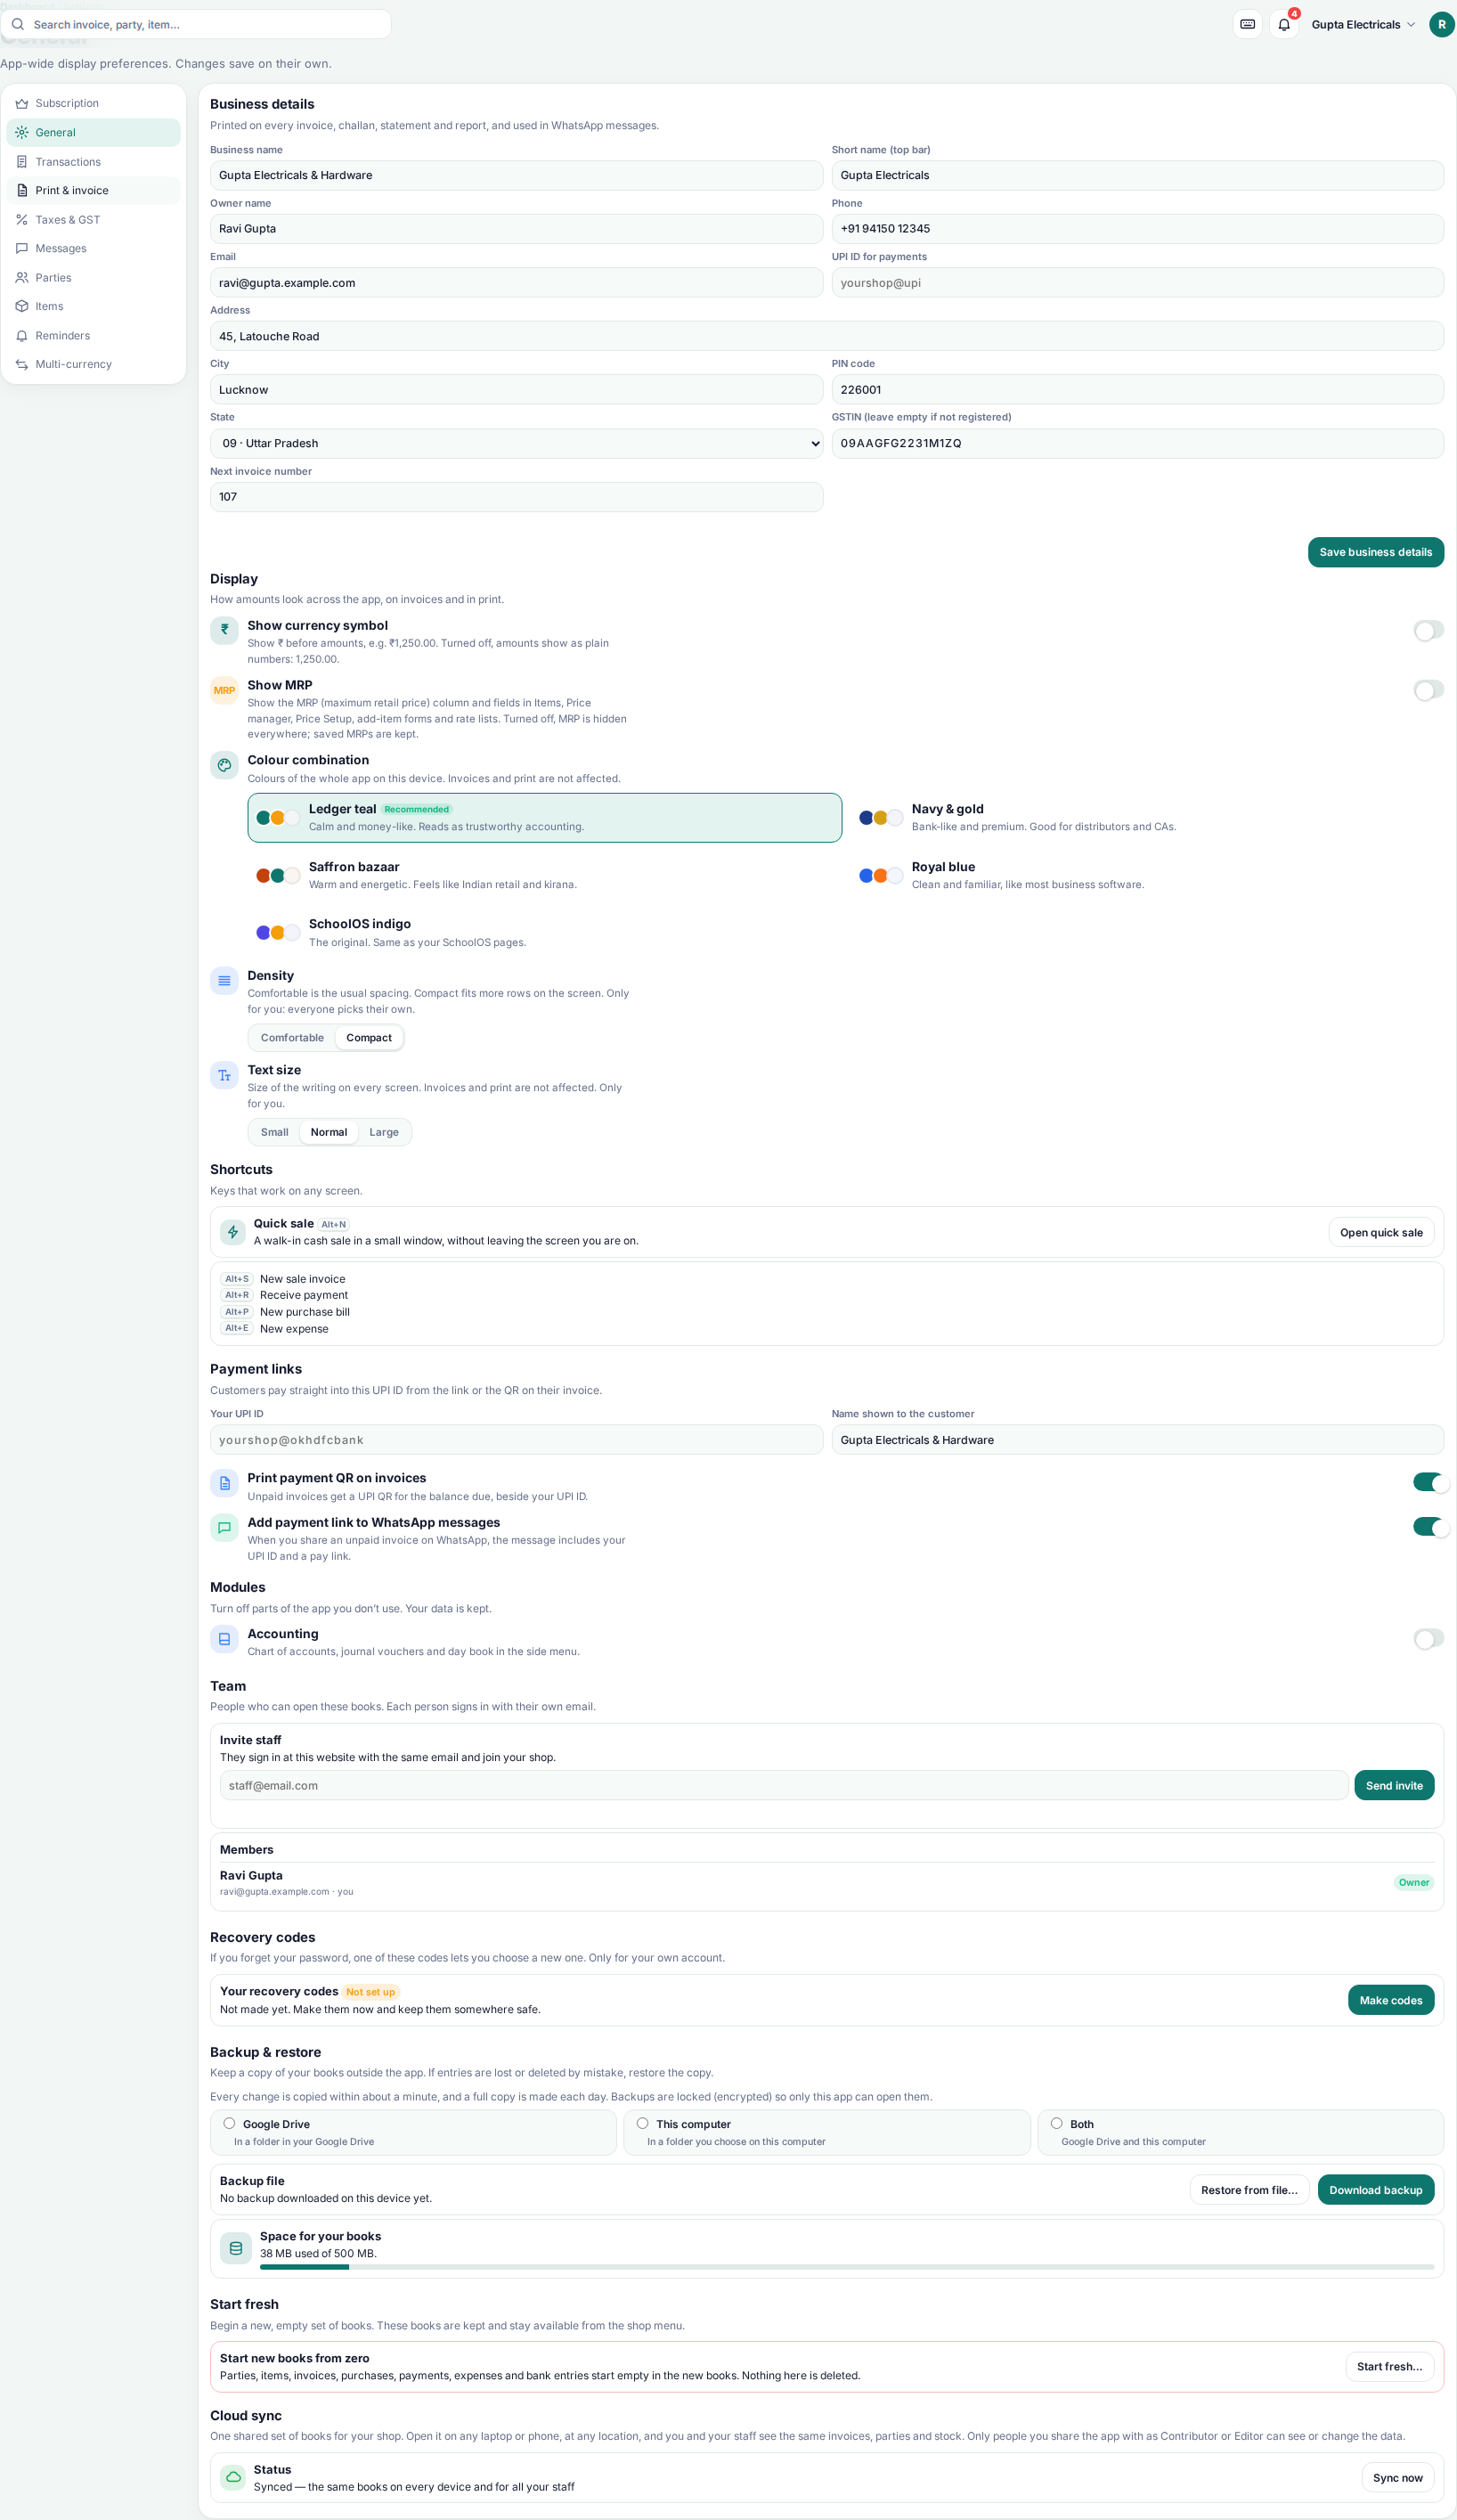 Search invoice, party, item...
4
Gupta Electricals
R
General
App-wide display preferences. Changes save on their own.
Subscription
General
Transactions
Print & invoice
Taxes & GST
Messages
Parties
Items
Reminders
Multi-currency
Business details
Printed on every invoice, challan, statement and report, and used in WhatsApp messages.
Business name
Gupta Electricals & Hardware
Short name (top bar)
Gupta Electricals
Owner name
Ravi Gupta
Phone
+91 94150 12345
Email
ravi@gupta.example.com
UPI ID for payments
yourshop@upi
Address
45, Latouche Road
City
Lucknow
PIN code
226001
State
09 · Uttar Pradesh
GSTIN (leave empty if not registered)
09AAGFG2231M1ZQ
Next invoice number
107
Save business details
Display
How amounts look across the app, on invoices and in print.
₹
Show currency symbol
Show ₹ before amounts, e.g. ₹1,250.00. Turned off, amounts show as plain
numbers: 1,250.00.
MRP
Show MRP
Show the MRP (maximum retail price) column and fields in Items, Price
manager, Price Setup, add-item forms and rate lists. Turned off, MRP is hidden
everywhere; saved MRPs are kept.
Colour combination
Colours of the whole app on this device. Invoices and print are not affected.
Ledger teal Recommended
Calm and money-like. Reads as trustworthy accounting.
Navy & gold
Bank-like and premium. Good for distributors and CAs.
Saffron bazaar
Warm and energetic. Feels like Indian retail and kirana.
Royal blue
Clean and familiar, like most business software.
SchoolOS indigo
The original. Same as your SchoolOS pages.
Density
Comfortable is the usual spacing. Compact fits more rows on the screen. Only
for you: everyone picks their own.
Comfortable Compact
Text size
Size of the writing on every screen. Invoices and print are not affected. Only
for you.
Small Normal Large
Shortcuts
Keys that work on any screen.
Quick sale Alt+N
A walk-in cash sale in a small window, without leaving the screen you are on.
Open quick sale
Alt+S New sale invoice
Alt+R Receive payment
Alt+P New purchase bill
Alt+E New expense
Payment links
Customers pay straight into this UPI ID from the link or the QR on their invoice.
Your UPI ID
yourshop@okhdfcbank
Name shown to the customer
Gupta Electricals & Hardware
Print payment QR on invoices
Unpaid invoices get a UPI QR for the balance due, beside your UPI ID.
Add payment link to WhatsApp messages
When you share an unpaid invoice on WhatsApp, the message includes your
UPI ID and a pay link.
Modules
Turn off parts of the app you don't use. Your data is kept.
Accounting
Chart of accounts, journal vouchers and day book in the side menu.
Team
People who can open these books. Each person signs in with their own email.
Invite staff
They sign in at this website with the same email and join your shop.
staff@email.com
Send invite
Members
Ravi Gupta
ravi@gupta.example.com · you
Owner
Recovery codes
If you forget your password, one of these codes lets you choose a new one. Only for your own account.
Your recovery codes Not set up
Not made yet. Make them now and keep them somewhere safe.
Make codes
Backup & restore
Keep a copy of your books outside the app. If entries are lost or deleted by mistake, restore the copy.
Every change is copied within about a minute, and a full copy is made each day. Backups are locked (encrypted) so only this app can open them.
Google Drive
In a folder in your Google Drive
This computer
In a folder you choose on this computer
Both
Google Drive and this computer
Backup file
No backup downloaded on this device yet.
Restore from file...
Download backup
Space for your books
38 MB used of 500 MB.
Start fresh
Begin a new, empty set of books. These books are kept and stay available from the shop menu.
Start new books from zero
Parties, items, invoices, purchases, payments, expenses and bank entries start empty in the new books. Nothing here is deleted.
Start fresh...
Cloud sync
One shared set of books for your shop. Open it on any laptop or phone, at any location, and you and your staff see the same invoices, parties and stock. Only people you share the app with as Contributor or Editor can see or change the data.
Status
Synced — the same books on every device and for all your staff
Sync now